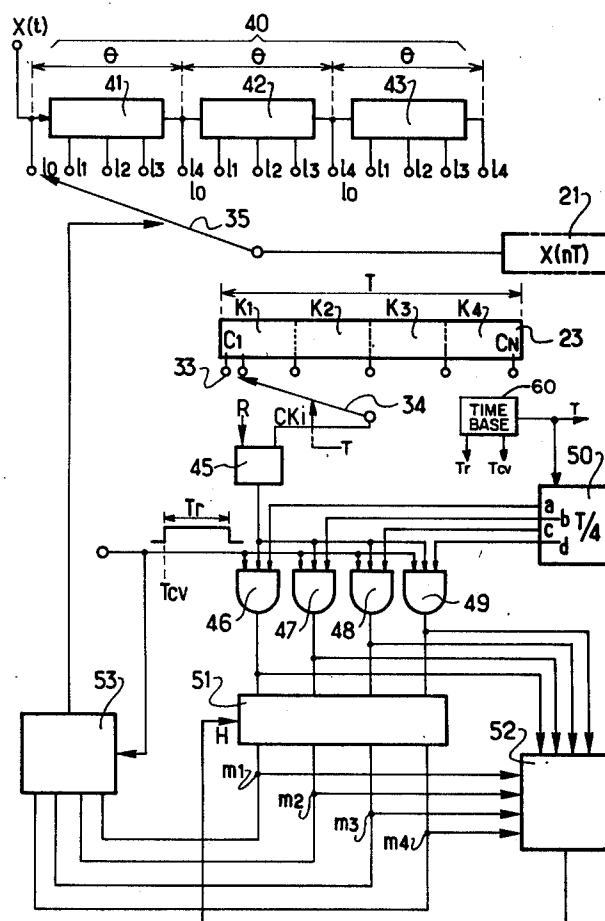 X(t)
40
θ θ θ
41 42 43
l0 l1 l2 l3 l4 l1 l2 l3 l4 l1 l2 l3 l4
l0 l0
35
21
X(nT)
T
K1 K2 K3 K4
23
C1 CN
33
34
CKi
T
R
45
60
TIME BASE
T
Tr Tcv
50
a
b
c
d
T/4
Tr
Tcv
46 47 48 49
51
H
53
52
m1
m2
m3
m4